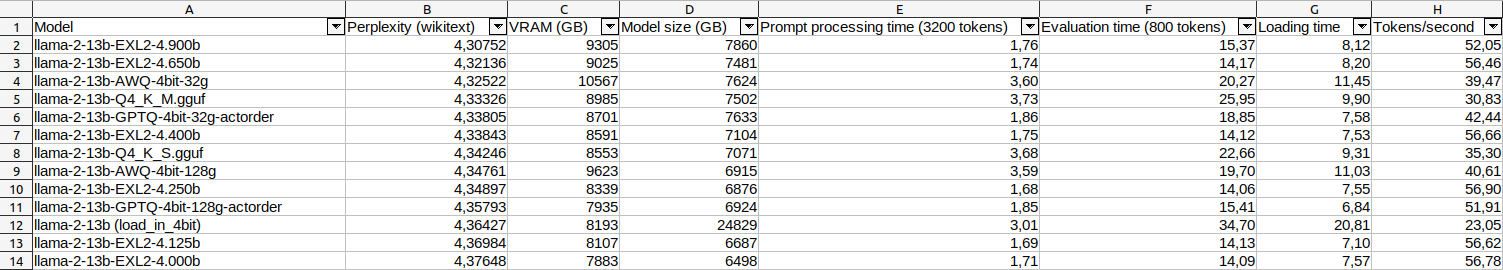 A B C D E F G H
1 Model Perplexity (wikitext) VRAM (GB) Model size (GB) Prompt processing time (3200 tokens) Evaluation time (800 tokens) Loading time Tokens/second
2 llama-2-13b-EXL2-4.900b 4,30752 9305 7860 1,76 15,37 8,12 52,05
3 llama-2-13b-EXL2-4.650b 4,32136 9025 7481 1,74 14,17 8,20 56,46
4 llama-2-13b-AWQ-4bit-32g 4,32522 10567 7624 3,60 20,27 11,45 39,47
5 llama-2-13b-Q4_K_M.gguf 4,33326 8985 7502 3,73 25,95 9,90 30,83
6 llama-2-13b-GPTQ-4bit-32g-actorder 4,33805 8701 7633 1,86 18,85 7,58 42,44
7 llama-2-13b-EXL2-4.400b 4,33843 8591 7104 1,75 14,12 7,53 56,66
8 llama-2-13b-Q4_K_S.gguf 4,34246 8553 7071 3,68 22,66 9,31 35,30
9 llama-2-13b-AWQ-4bit-128g 4,34761 9623 6915 3,59 19,70 11,03 40,61
10 llama-2-13b-EXL2-4.250b 4,34897 8339 6876 1,68 14,06 7,55 56,90
11 llama-2-13b-GPTQ-4bit-128g-actorder 4,35793 7935 6924 1,85 15,41 6,84 51,91
12 llama-2-13b (load_in_4bit) 4,36427 8193 24829 3,01 34,70 20,81 23,05
13 llama-2-13b-EXL2-4.125b 4,36984 8107 6687 1,69 14,13 7,10 56,62
14 llama-2-13b-EXL2-4.000b 4,37648 7883 6498 1,71 14,09 7,57 56,78